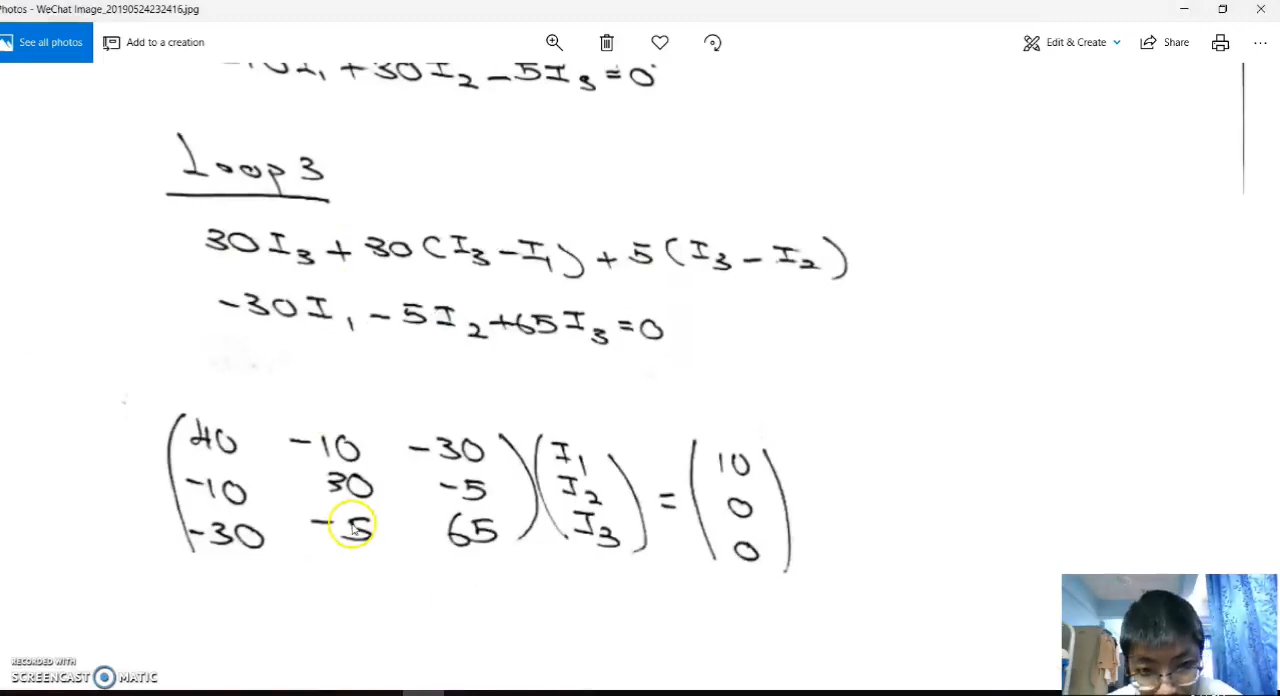 Photos - WeChat Image_20190524232416.jpg
See all photos
Add to a creation
Edit & Create
Share
-10I₁ + 30I₂ - 5I₃ = 0
Loop 3
30I₃ + 30(I₃ - I₁) + 5(I₃ - I₂)
-30I₁ - 5I₂ + 65I₃ = 0
(40 -10 -30) (I₁) = (10)
(-10 30 -5) (I₂) (0)
(-30 -5 65) (I₃) (0)
RECORDED WITH
SCREENCAST MATIC